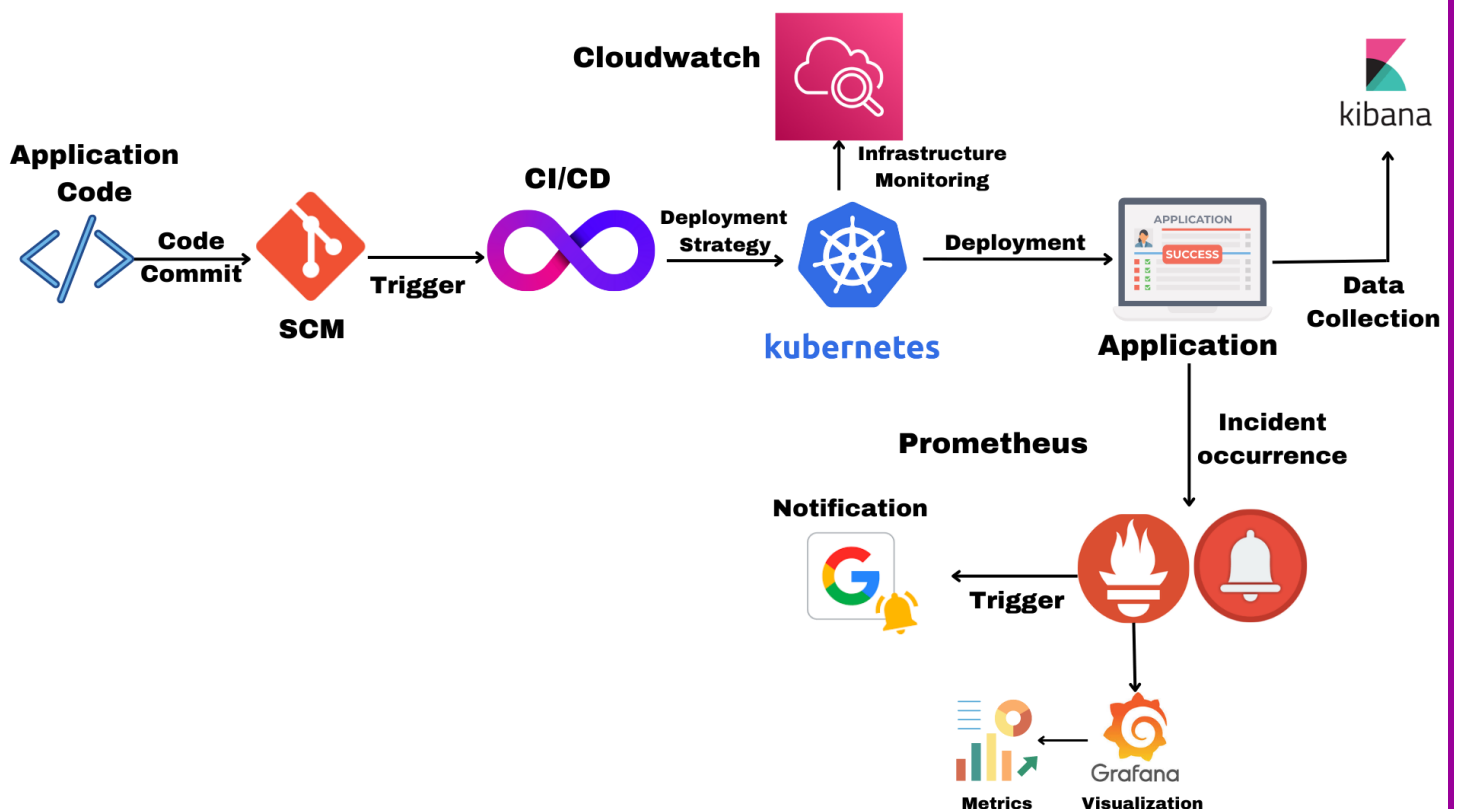 Cloudwatch
kibana
Infrastructure
Monitoring
Application
Code
CI/CD
Code
Commit
Trigger
SCM
Deployment
Strategy
kubernetes
Deployment
APPLICATION
SUCCESS
Application
Data
Collection
Prometheus
Incident
occurrence
Notification
G
Trigger
Grafana
Metrics
Visualization